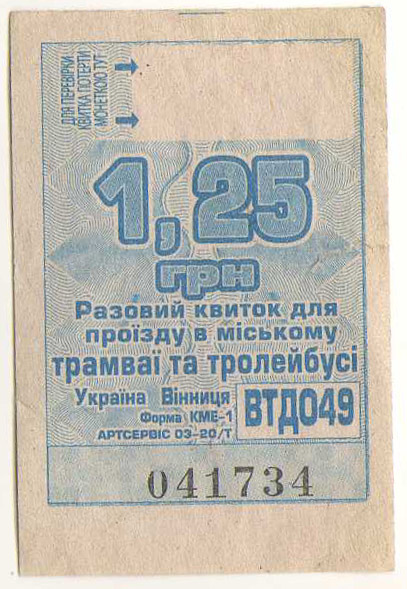 ДЛЯ ПЕРЕВІРКИ
КВИТКА ПОТЕРТИ
МОНЕТКОЮ ТУТ
1,25
грн
Разовий квиток для
проїзду в міському
трамваї та тролейбусі
Україна Вінниця
Форма КМЕ-1
АРТСЕРВІС 03-20/Т
ВТД049
041734